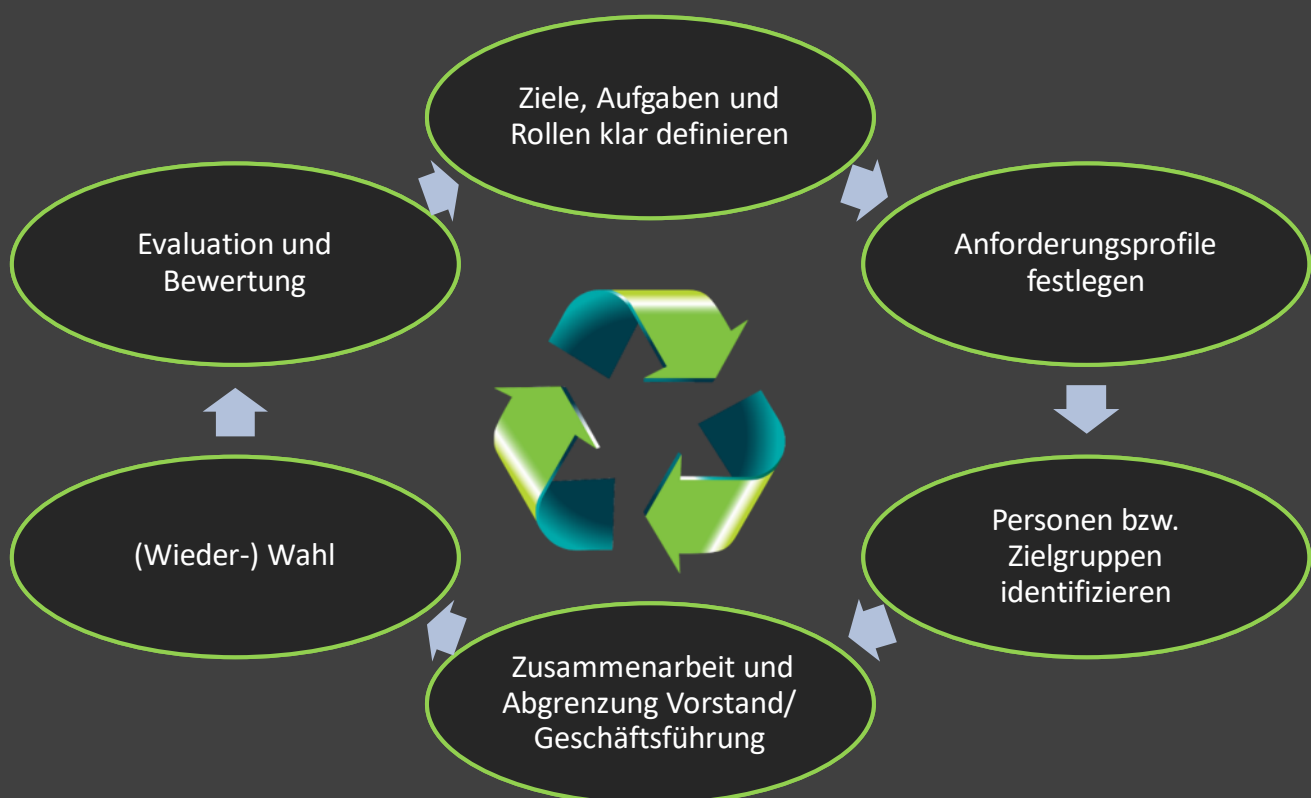 Ziele, Aufgaben und
Rollen klar definieren
Anforderungsprofile
festlegen
Personen bzw.
Zielgruppen
identifizieren
Zusammenarbeit und
Abgrenzung Vorstand/
Geschäftsführung
(Wieder-) Wahl
Evaluation und
Bewertung